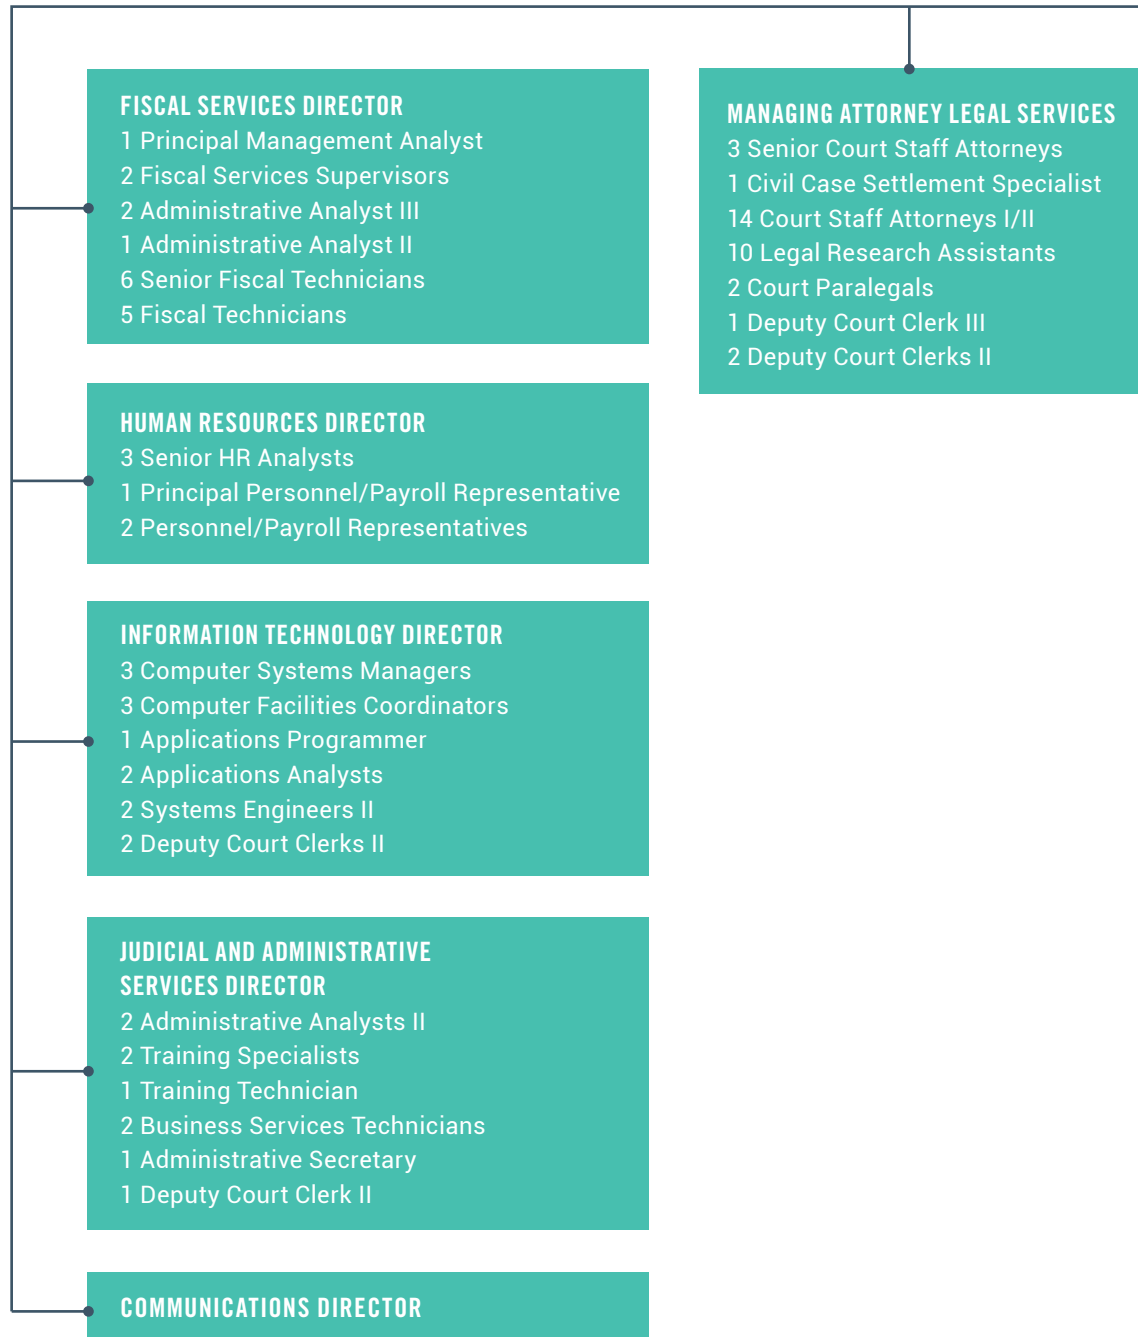 FISCAL SERVICES DIRECTOR
1 Principal Management Analyst
2 Fiscal Services Supervisors
2 Administrative Analyst III
1 Administrative Analyst II
6 Senior Fiscal Technicians
5 Fiscal Technicians
HUMAN RESOURCES DIRECTOR
3 Senior HR Analysts
1 Principal Personnel/Payroll Representative
2 Personnel/Payroll Representatives
INFORMATION TECHNOLOGY DIRECTOR
3 Computer Systems Managers
3 Computer Facilities Coordinators
1 Applications Programmer
2 Applications Analysts
2 Systems Engineers II
2 Deputy Court Clerks II
JUDICIAL AND ADMINISTRATIVE
SERVICES DIRECTOR
2 Administrative Analysts II
2 Training Specialists
1 Training Technician
2 Business Services Technicians
1 Administrative Secretary
1 Deputy Court Clerk II
COMMUNICATIONS DIRECTOR
MANAGING ATTORNEY LEGAL SERVICES
3 Senior Court Staff Attorneys
1 Civil Case Settlement Specialist
14 Court Staff Attorneys I/II
10 Legal Research Assistants
2 Court Paralegals
1 Deputy Court Clerk III
2 Deputy Court Clerks II